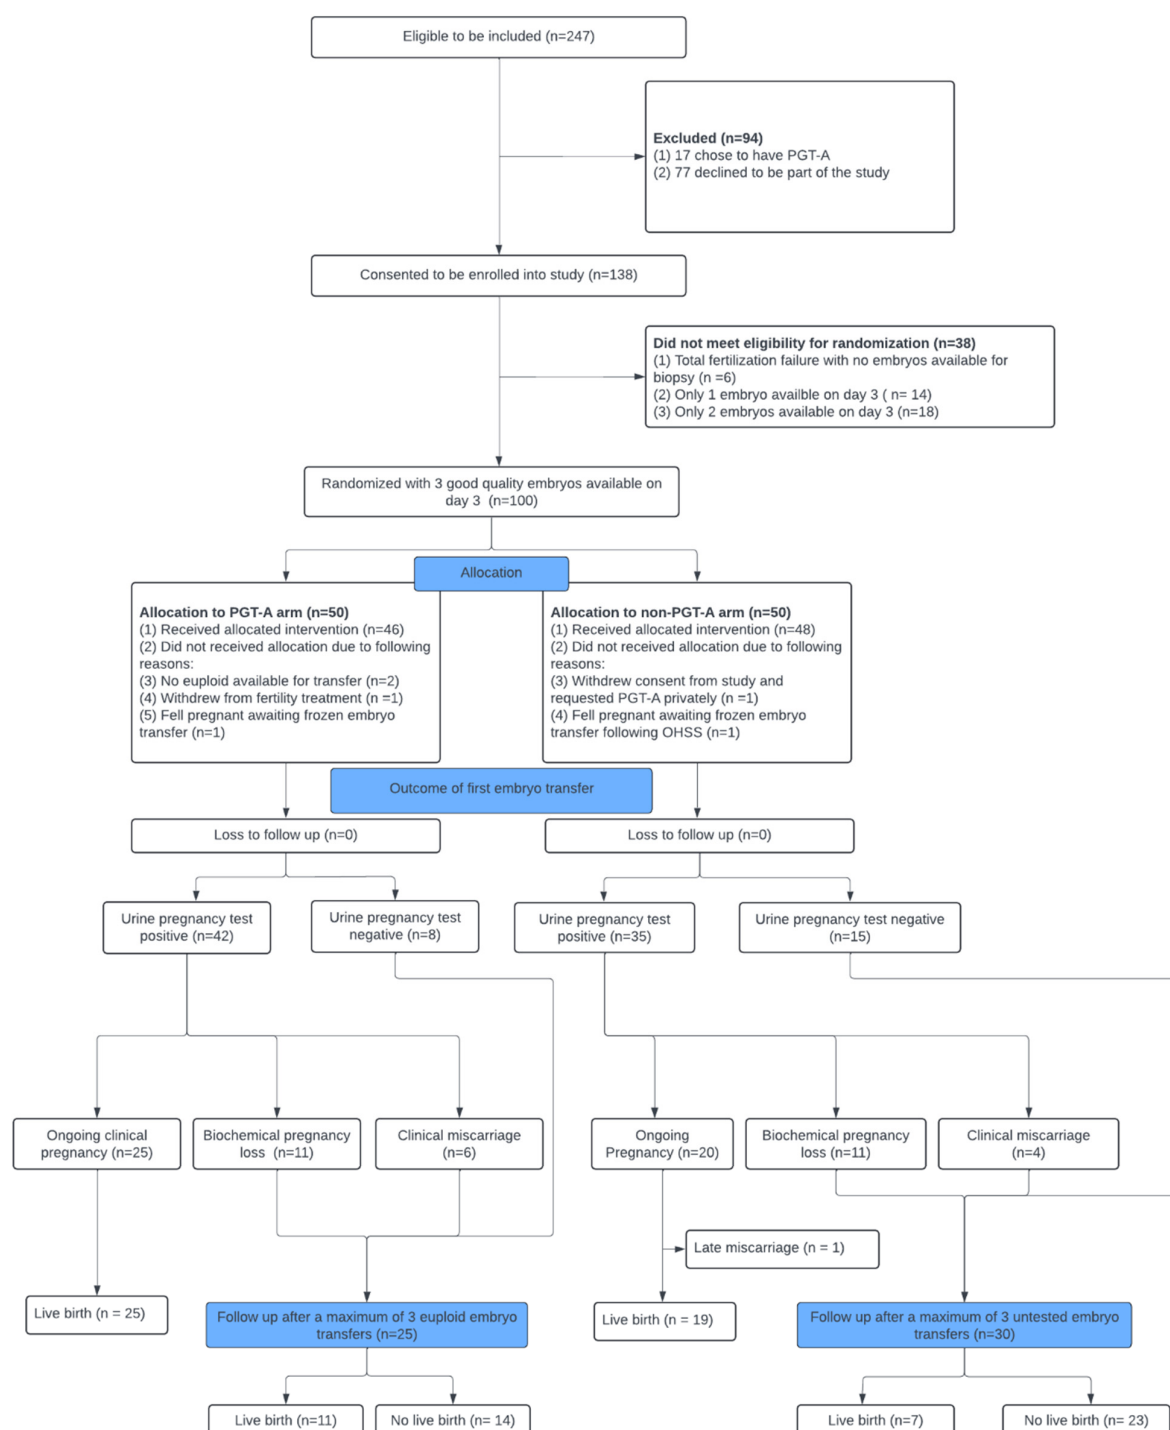 Eligible to be included (n=247)
Excluded (n=94)
(1) 17 chose to have PGT-A
(2) 77 declined to be part of the study
Consented to be enrolled into study (n=138)
Did not meet eligibility for randomization (n=38)
(1) Total fertilization failure with no embryos available for
biopsy (n =6)
(2) Only 1 embryo availble on day 3 ( n= 14)
(3) Only 2 embryos available on day 3 (n=18)
Randomized with 3 good quality embryos available on
day 3 (n=100)
Allocation
Allocation to PGT-A arm (n=50)
(1) Received allocated intervention (n=46)
(2) Did not received allocation due to following
reasons:
(3) No euploid available for transfer (n=2)
(4) Withdrew from fertility treatment (n =1)
(5) Fell pregnant awaiting frozen embryo
transfer (n=1)
Allocation to non-PGT-A arm (n=50)
(1) Received allocated intervention (n=48)
(2) Did not received allocation due to following
reasons:
(3) Withdrew consent from study and
requested PGT-A privately (n =1)
(4) Fell pregnant awaiting frozen embryo
transfer following OHSS (n=1)
Outcome of first embryo transfer
Loss to follow up (n=0)
Loss to follow up (n=0)
Urine pregnancy test
positive (n=42)
Urine pregnancy test
negative (n=8)
Urine pregnancy test
positive (n=35)
Urine pregnancy test negative
(n=15)
Ongoing clinical
pregnancy (n=25)
Biochemical pregnancy
loss (n=11)
Clinical miscarriage
(n=6)
Ongoing
Pregnancy (n=20)
Biochemical pregnancy
loss (n=11)
Clinical miscarriage
(n=4)
Late miscarriage (n = 1)
Live birth (n = 25)
Follow up after a maximum of 3 euploid embryo
transfers (n=25)
Live birth (n = 19)
Follow up after a maximum of 3 untested embryo
transfers (n=30)
Live birth (n=11)
No live birth (n= 14)
Live birth (n=7)
No live birth (n= 23)